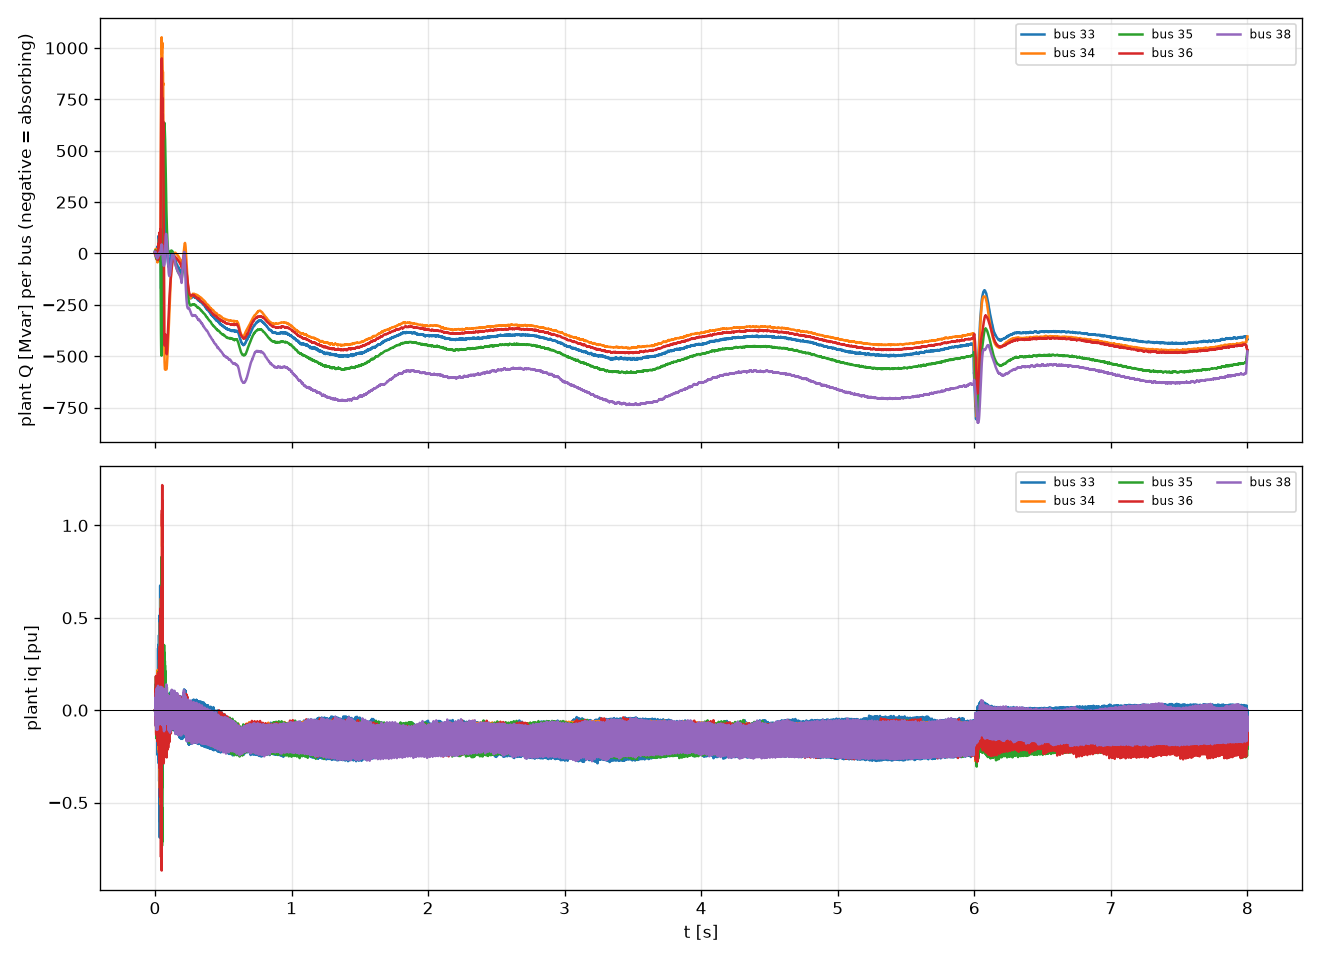 plant Q [Mvar] per bus (negative = absorbing)
1000
750
500
250
0
−250
−500
−750
bus 33 bus 35 bus 38
bus 34 bus 36
plant iq [pu]
1.0
0.5
0.0
−0.5
bus 33 bus 35 bus 38
bus 34 bus 36
0 1 2 3 4 5 6 7 8
t [s]